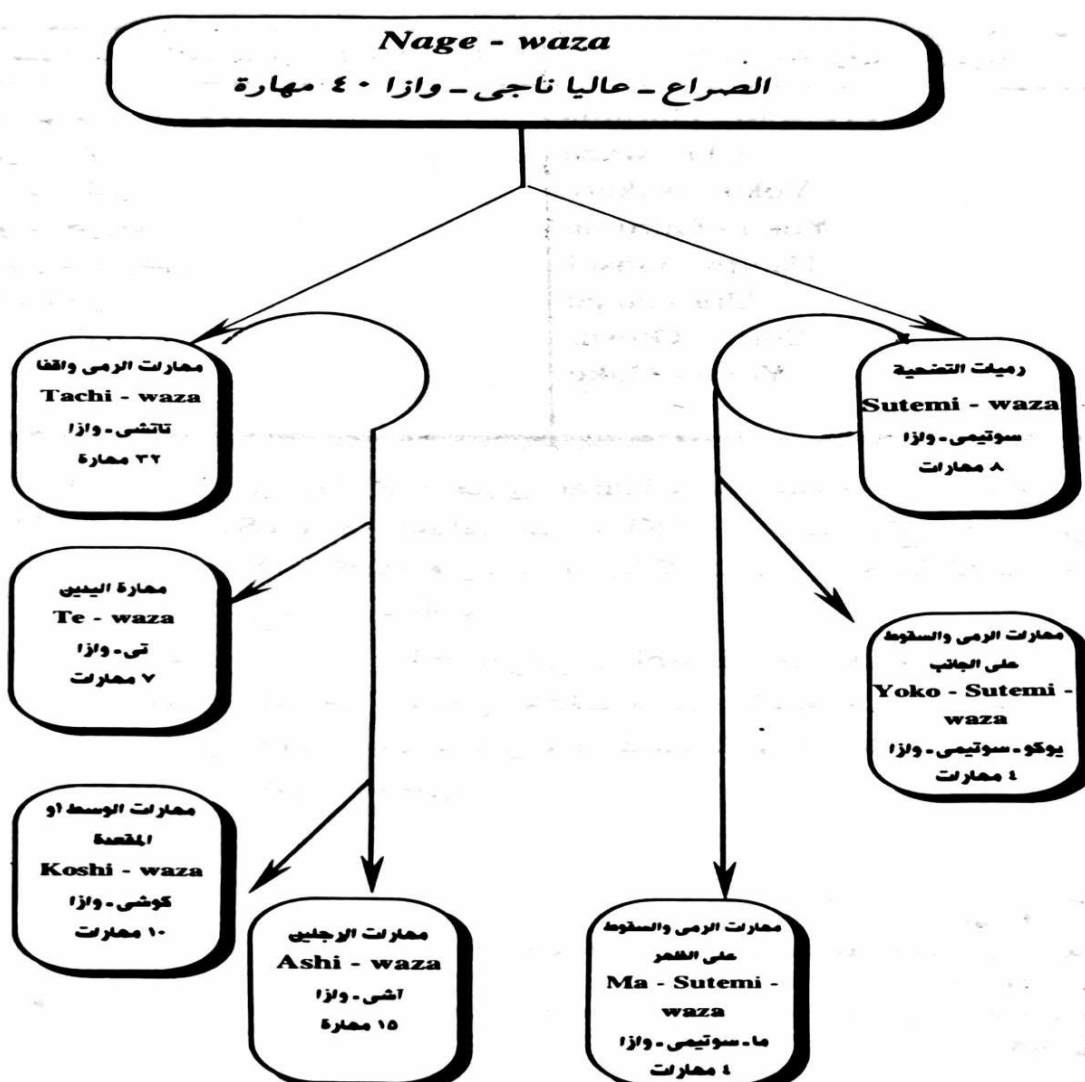 Nage - waza
الصراع - عاليا ناجى - وازا ٤٠ مهارة
مهارات الرمى واقفا
Tachi - waza
تاتشى - وازا
٣٢ مهارة
رميات التضحية
Sutemi - waza
سوتيمى - وازا
٨ مهارات
مهارة اليدين
Te - waza
تى - وازا
٧ مهارات
مهارات الرمى والسقوط
على الجانب
Yoko - Sutemi -
waza
يوكو - سوتيمى - وازا
٤ مهارات
مهارات الوسط او
المقعدة
Koshi - waza
كوشى - وازا
١٠ مهارات
مهارات الرجلين
Ashi - waza
آشى - وازا
١٥ مهارة
مهارات الرمى والسقوط
على الظهر
Ma - Sutemi -
waza
ما - سوتيمى - وازا
٤ مهارات